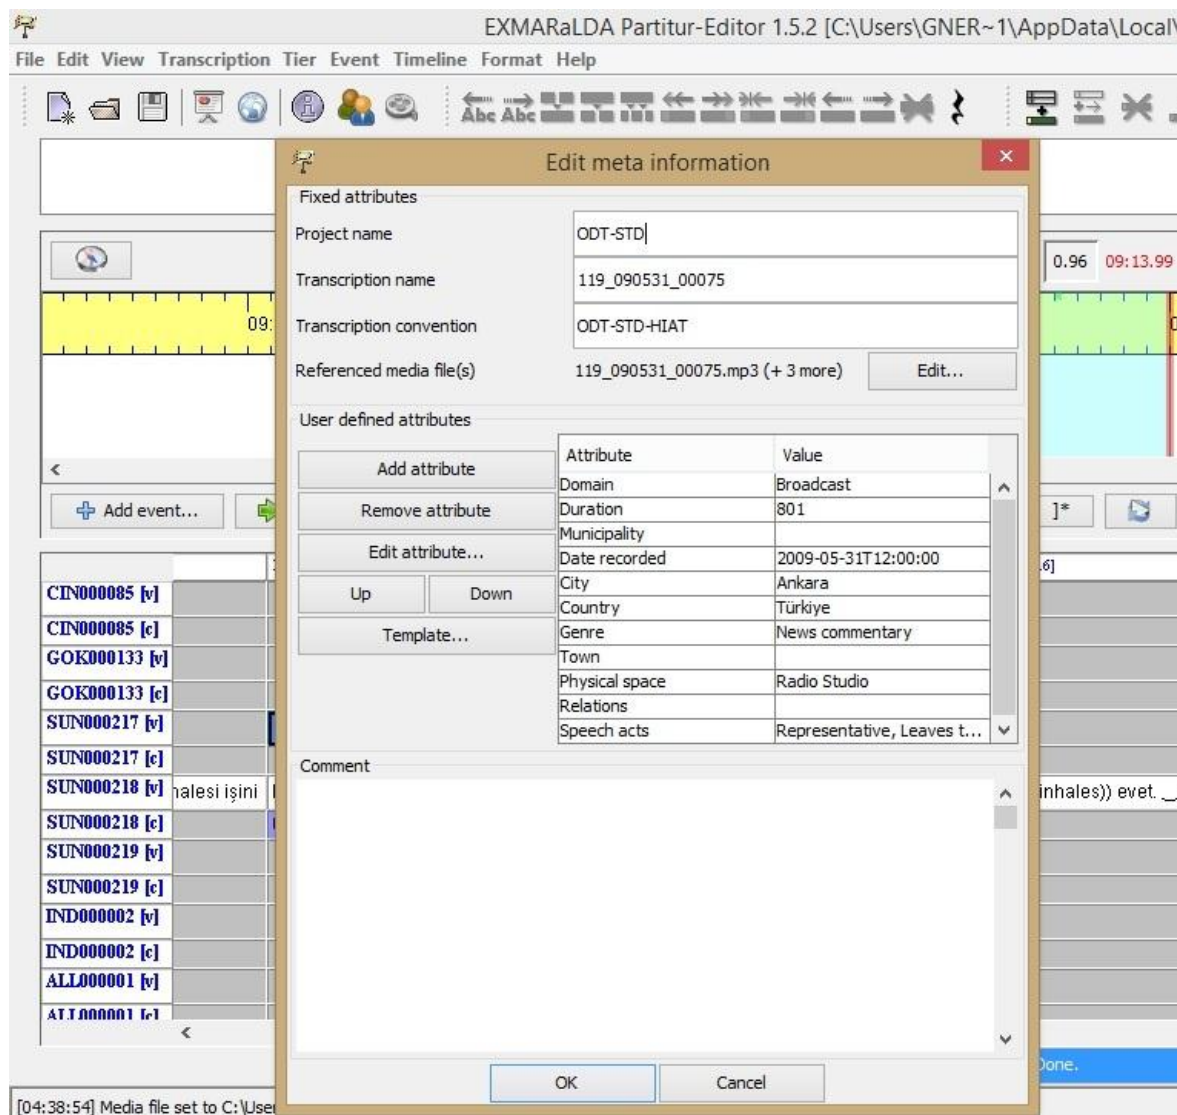 EXMARaLDA Partitur-Editor 1.5.2 [C:\Users\GNER~1\AppData\Local\
File Edit View Transcription Tier Event Timeline Format Help
Abc Abc
Edit meta information
Fixed attributes
Project name ODT-STD
0.96 09:13.99
Transcription name 119_090531_00075
Transcription convention ODT-STD-HIAT
09:
Referenced media file(s) 119_090531_00075.mp3 (+ 3 more) Edit...
User defined attributes
Attribute Value
Add attribute
Domain Broadcast
Add event...
Remove attribute
Duration 801
]*
Municipality
Edit attribute...
Date recorded 2009-05-31T12:00:00
.6]
City Ankara
Up Down
Country Türkiye
Template...
Genre News commentary
Town
Physical space Radio Studio
Relations
Speech acts Representative, Leaves t...
CIN000085 [v]
CIN000085 [c]
GOK000133 [v]
GOK000133 [c]
SUN000217 [v]
SUN000217 [c]
Comment
SUN000218 [v] halesi işini inhales)) evet.
SUN000218 [c]
SUN000219 [v]
SUN000219 [c]
IND000002 [v]
IND000002 [c]
ALL000001 [v]
ALL000001 [c]
Done.
OK Cancel
[04:38:54] Media file set to C:\User